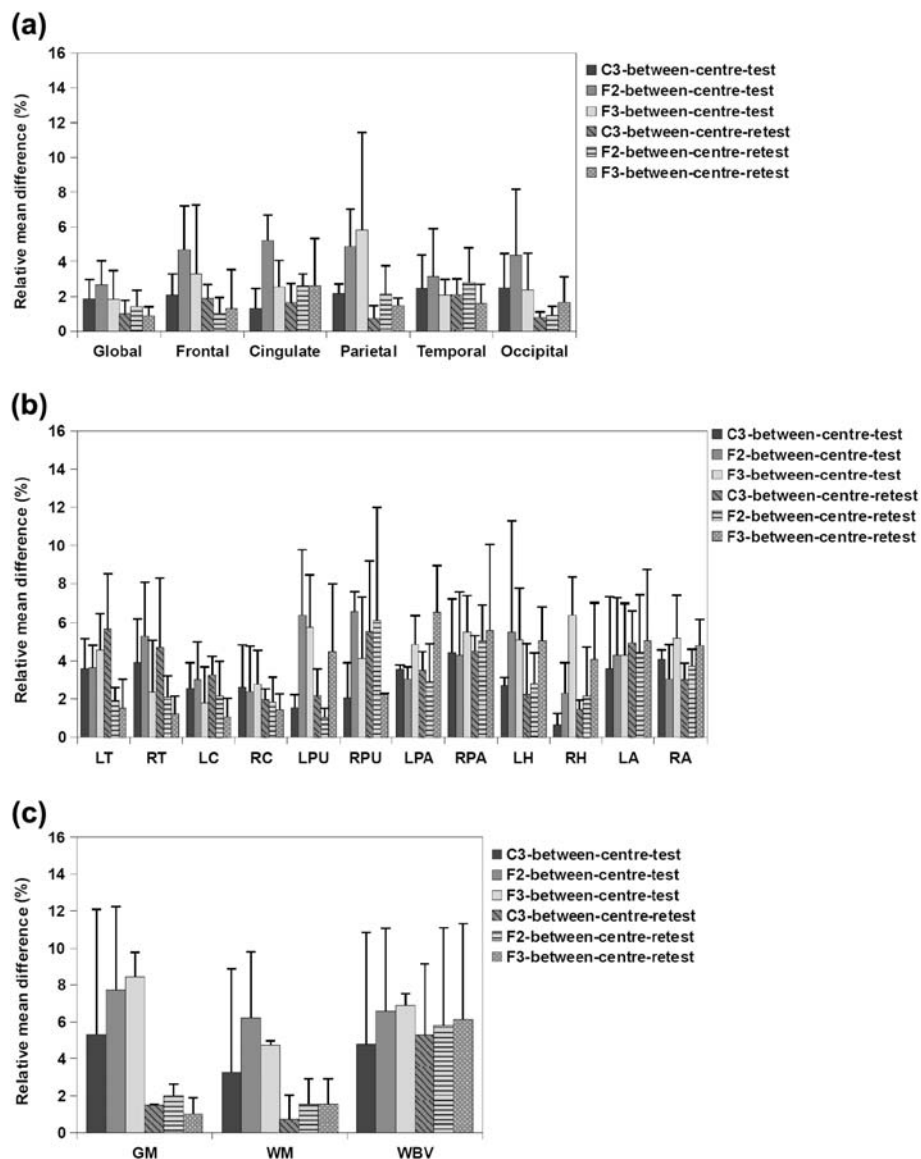 (a)
Relative mean difference (%)
16
14
12
10
8
6
4
2
0
Global Frontal Cingulate Parietal Temporal Occipital
C3-between-centre-test
F2-between-centre-test
F3-between-centre-test
C3-between-centre-retest
F2-between-centre-retest
F3-between-centre-retest
(b)
Relative mean difference (%)
16
14
12
10
8
6
4
2
0
LT RT LC RC LPU RPU LPA RPA LH RH LA RA
C3-between-centre-test
F2-between-centre-test
F3-between-centre-test
C3-between-centre-retest
F2-between-centre-retest
F3-between-centre-retest
(c)
Relative mean difference (%)
16
14
12
10
8
6
4
2
0
GM WM WBV
C3-between-centre-test
F2-between-centre-test
F3-between-centre-test
C3-between-centre-retest
F2-between-centre-retest
F3-between-centre-retest